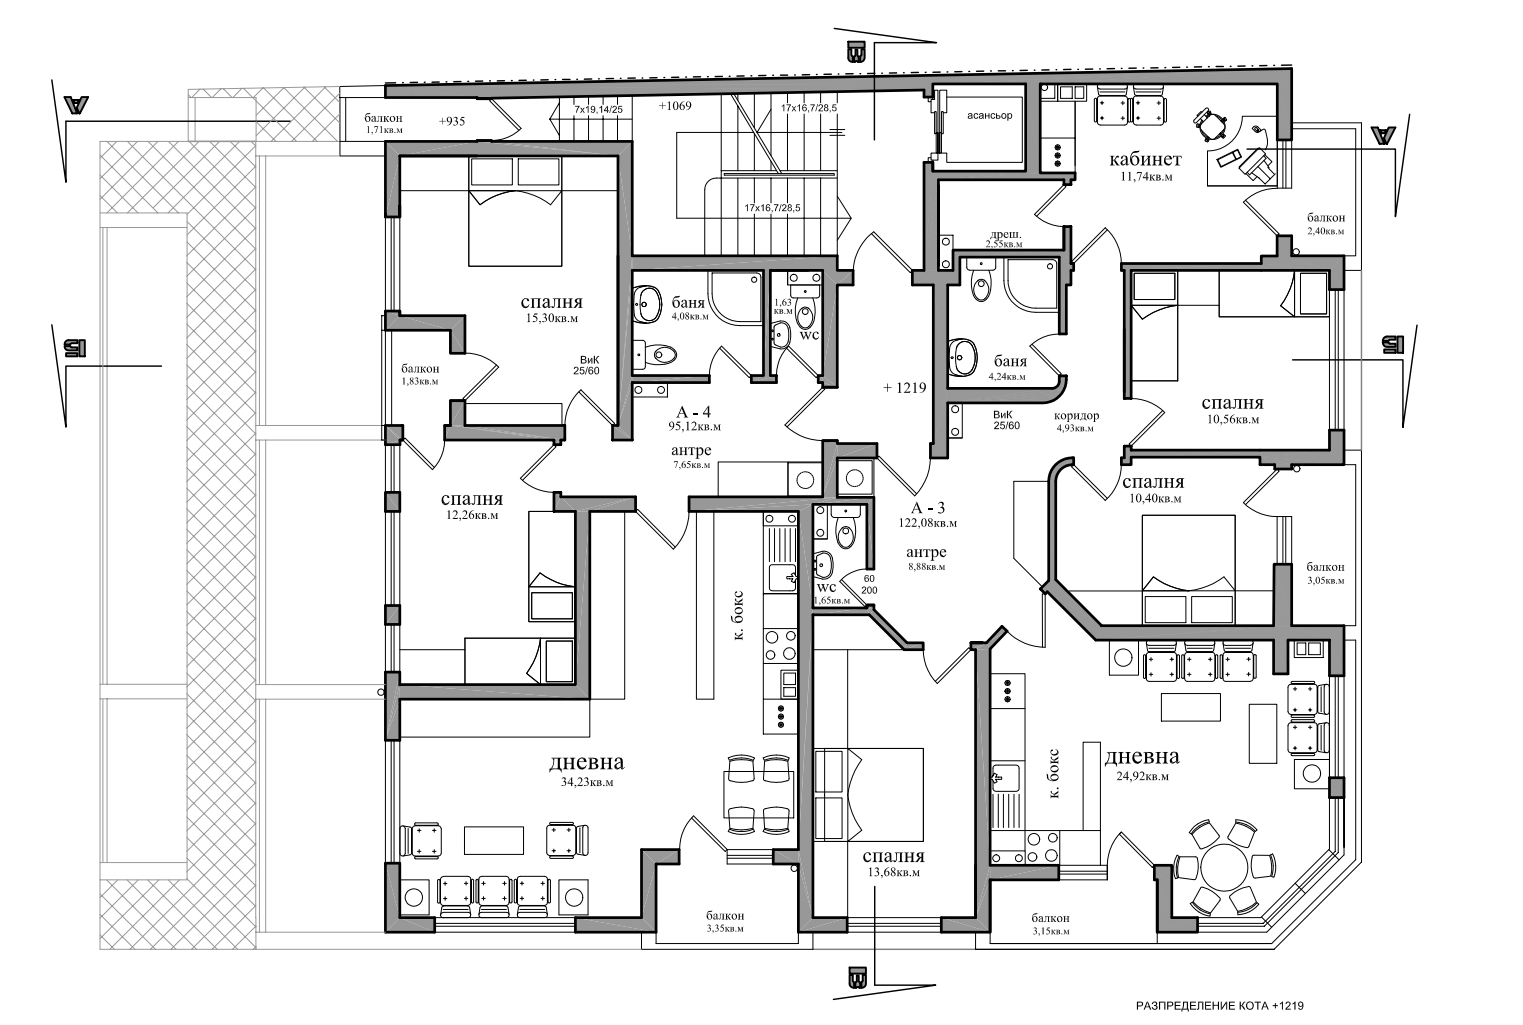 балкон
1,71кв.м
+935
7x19,14/25
+1069
17x16,7/28,5
асансьор
кабинет
11,74кв.м
17x16,7/28,5
балкон
2,40кв.м
дреш.
2,55кв.м
спалня
15,30кв.м
баня
4,08кв.м
1,63
кв.м
wc
ВиК
25/60
балкон
1,83кв.м
баня
4,24кв.м
+ 1219
спалня
10,56кв.м
А - 4
95,12кв.м
антре
7,65кв.м
ВиК
25/60
коридор
4,93кв.м
спалня
12,26кв.м
спалня
10,40кв.м
А - 3
122,08кв.м
антре
8,88кв.м
балкон
3,05кв.м
wc
1,65кв.м
60
200
к. бокс
дневна
34,23кв.м
к. бокс
дневна
24,92кв.м
спалня
13,68кв.м
балкон
3,35кв.м
балкон
3,15кв.м
РАЗПРЕДЕЛЕНИЕ КОТА +1219